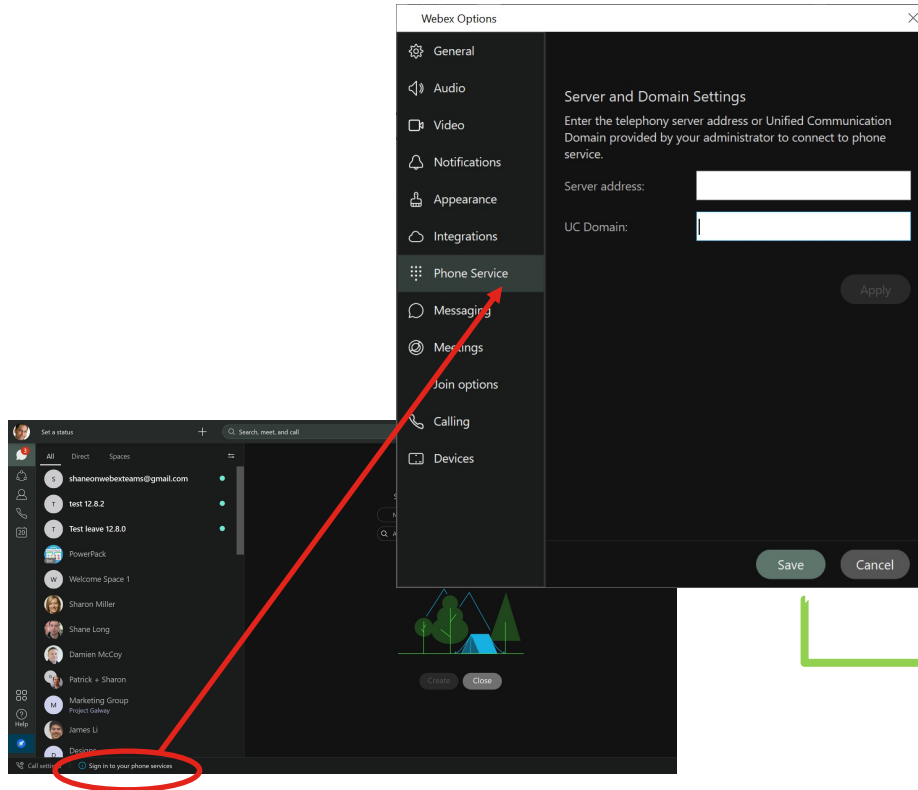 Webex Options
General
Audio
Video
Notifications
Appearance
Integrations
Phone Service
Messaging
Meetings
Join options
Calling
Devices
Server and Domain Settings
Enter the telephony server address or Unified Communication
Domain provided by your administrator to connect to phone
service.
Server address:
UC Domain:
Apply
Save
Cancel
Set a status
Search, meet, and call
3
All
Direct
Spaces
S
shaneonwebexteams@gmail.com
T
test 12.8.2
T
Test leave 12.8.0
20
PowerPack
W
Welcome Space 1
Sharon Miller
Shane Long
Damien McCoy
Patrick + Sharon
M
Marketing Group
Project Galway
Help
James Li
D
Create
Close
Sign in to your phone services